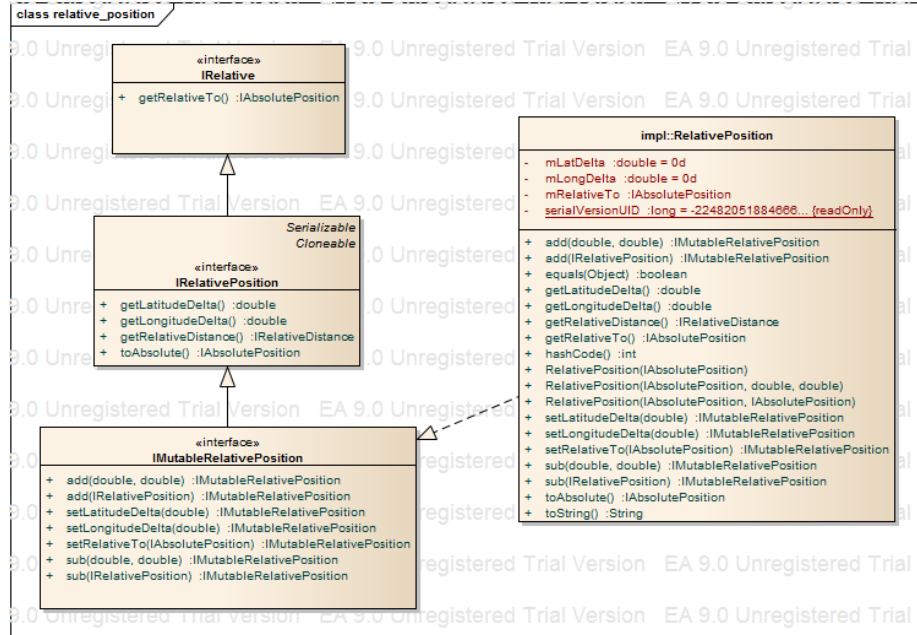 class relative_position
«interface»
IRelative
+ getRelativeTo() :IAbsolutePosition
Serializable
Cloneable
«interface»
IRelativePosition
+ getLatitudeDelta() :double
+ getLongitudeDelta() :double
+ getRelativeDistance() :IRelativeDistance
+ toAbsolute() :IAbsolutePosition
«interface»
IMutableRelativePosition
+ add(double, double) :IMutableRelativePosition
+ add(IRelativePosition) :IMutableRelativePosition
+ setLatitudeDelta(double) :IMutableRelativePosition
+ setLongitudeDelta(double) :IMutableRelativePosition
+ setRelativeTo(IAbsolutePosition) :IMutableRelativePosition
+ sub(double, double) :IMutableRelativePosition
+ sub(IRelativePosition) :IMutableRelativePosition
impl::RelativePosition
- mLatDelta :double = 0d
- mLongDelta :double = 0d
- mRelativeTo :IAbsolutePosition
- serialVersionUID :long = -22482051884666... {readOnly}
+ add(double, double) :IMutableRelativePosition
+ add(IRelativePosition) :IMutableRelativePosition
+ equals(Object) :boolean
+ getLatitudeDelta() :double
+ getLongitudeDelta() :double
+ getRelativeDistance() :IRelativeDistance
+ getRelativeTo() :IAbsolutePosition
+ hashCode() :int
+ RelativePosition(IAbsolutePosition)
+ RelativePosition(IAbsolutePosition, double, double)
+ RelativePosition(IAbsolutePosition, IAbsolutePosition)
+ setLatitudeDelta(double) :IMutableRelativePosition
+ setLongitudeDelta(double) :IMutableRelativePosition
+ setRelativeTo(IAbsolutePosition) :IMutableRelativePosition
+ sub(double, double) :IMutableRelativePosition
+ sub(IRelativePosition) :IMutableRelativePosition
+ toAbsolute() :IAbsolutePosition
+ toString() :String
9.0 Unregistered Trial Version EA 9.0 Unregistered Trial